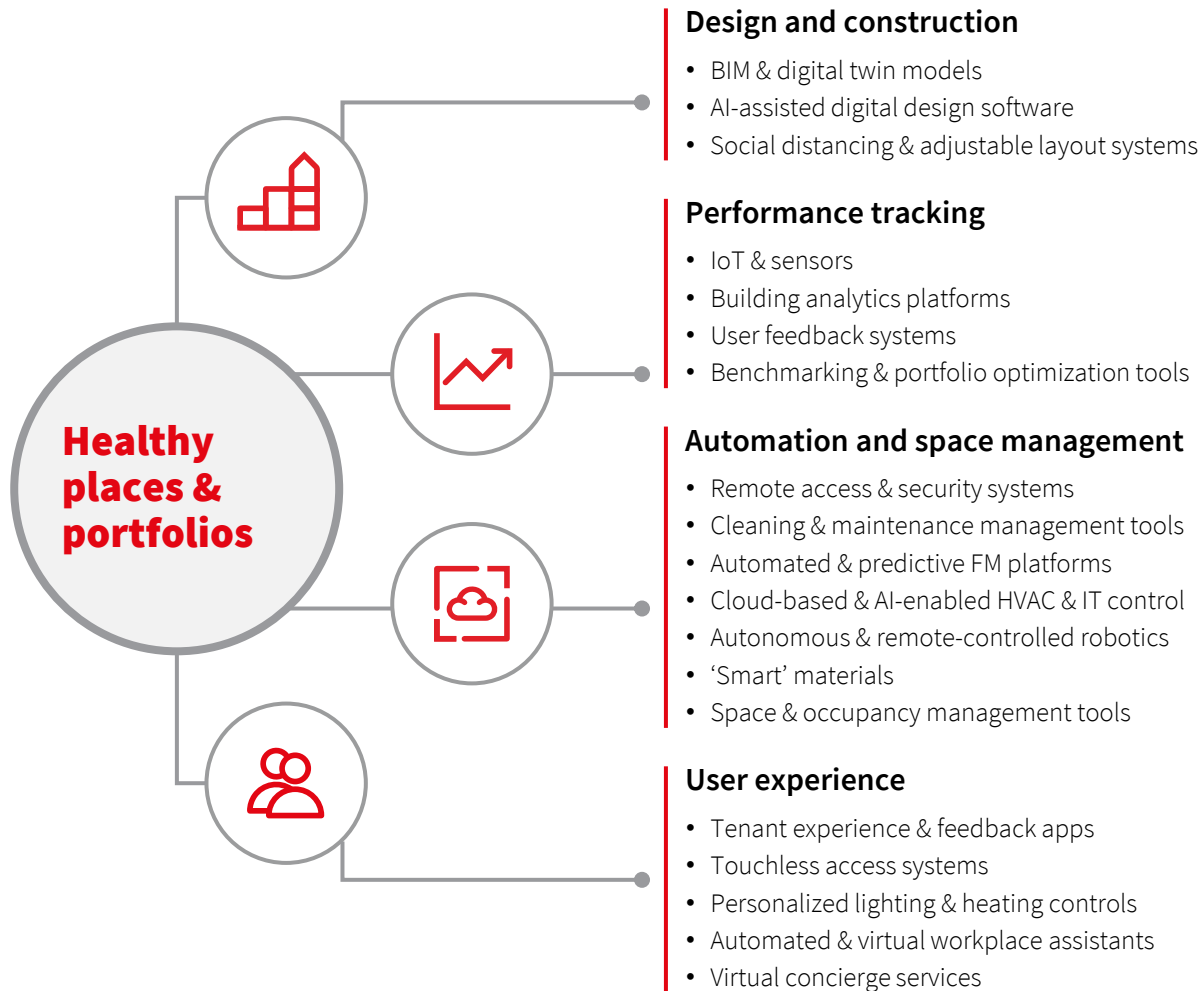 Design and construction
• BIM & digital twin models
• AI-assisted digital design software
• Social distancing & adjustable layout systems
Performance tracking
• IoT & sensors
• Building analytics platforms
• User feedback systems
• Benchmarking & portfolio optimization tools
Healthy
places &
portfolios
Automation and space management
• Remote access & security systems
• Cleaning & maintenance management tools
• Automated & predictive FM platforms
• Cloud-based & AI-enabled HVAC & IT control
• Autonomous & remote-controlled robotics
• ‘Smart’ materials
• Space & occupancy management tools
User experience
• Tenant experience & feedback apps
• Touchless access systems
• Personalized lighting & heating controls
• Automated & virtual workplace assistants
• Virtual concierge services